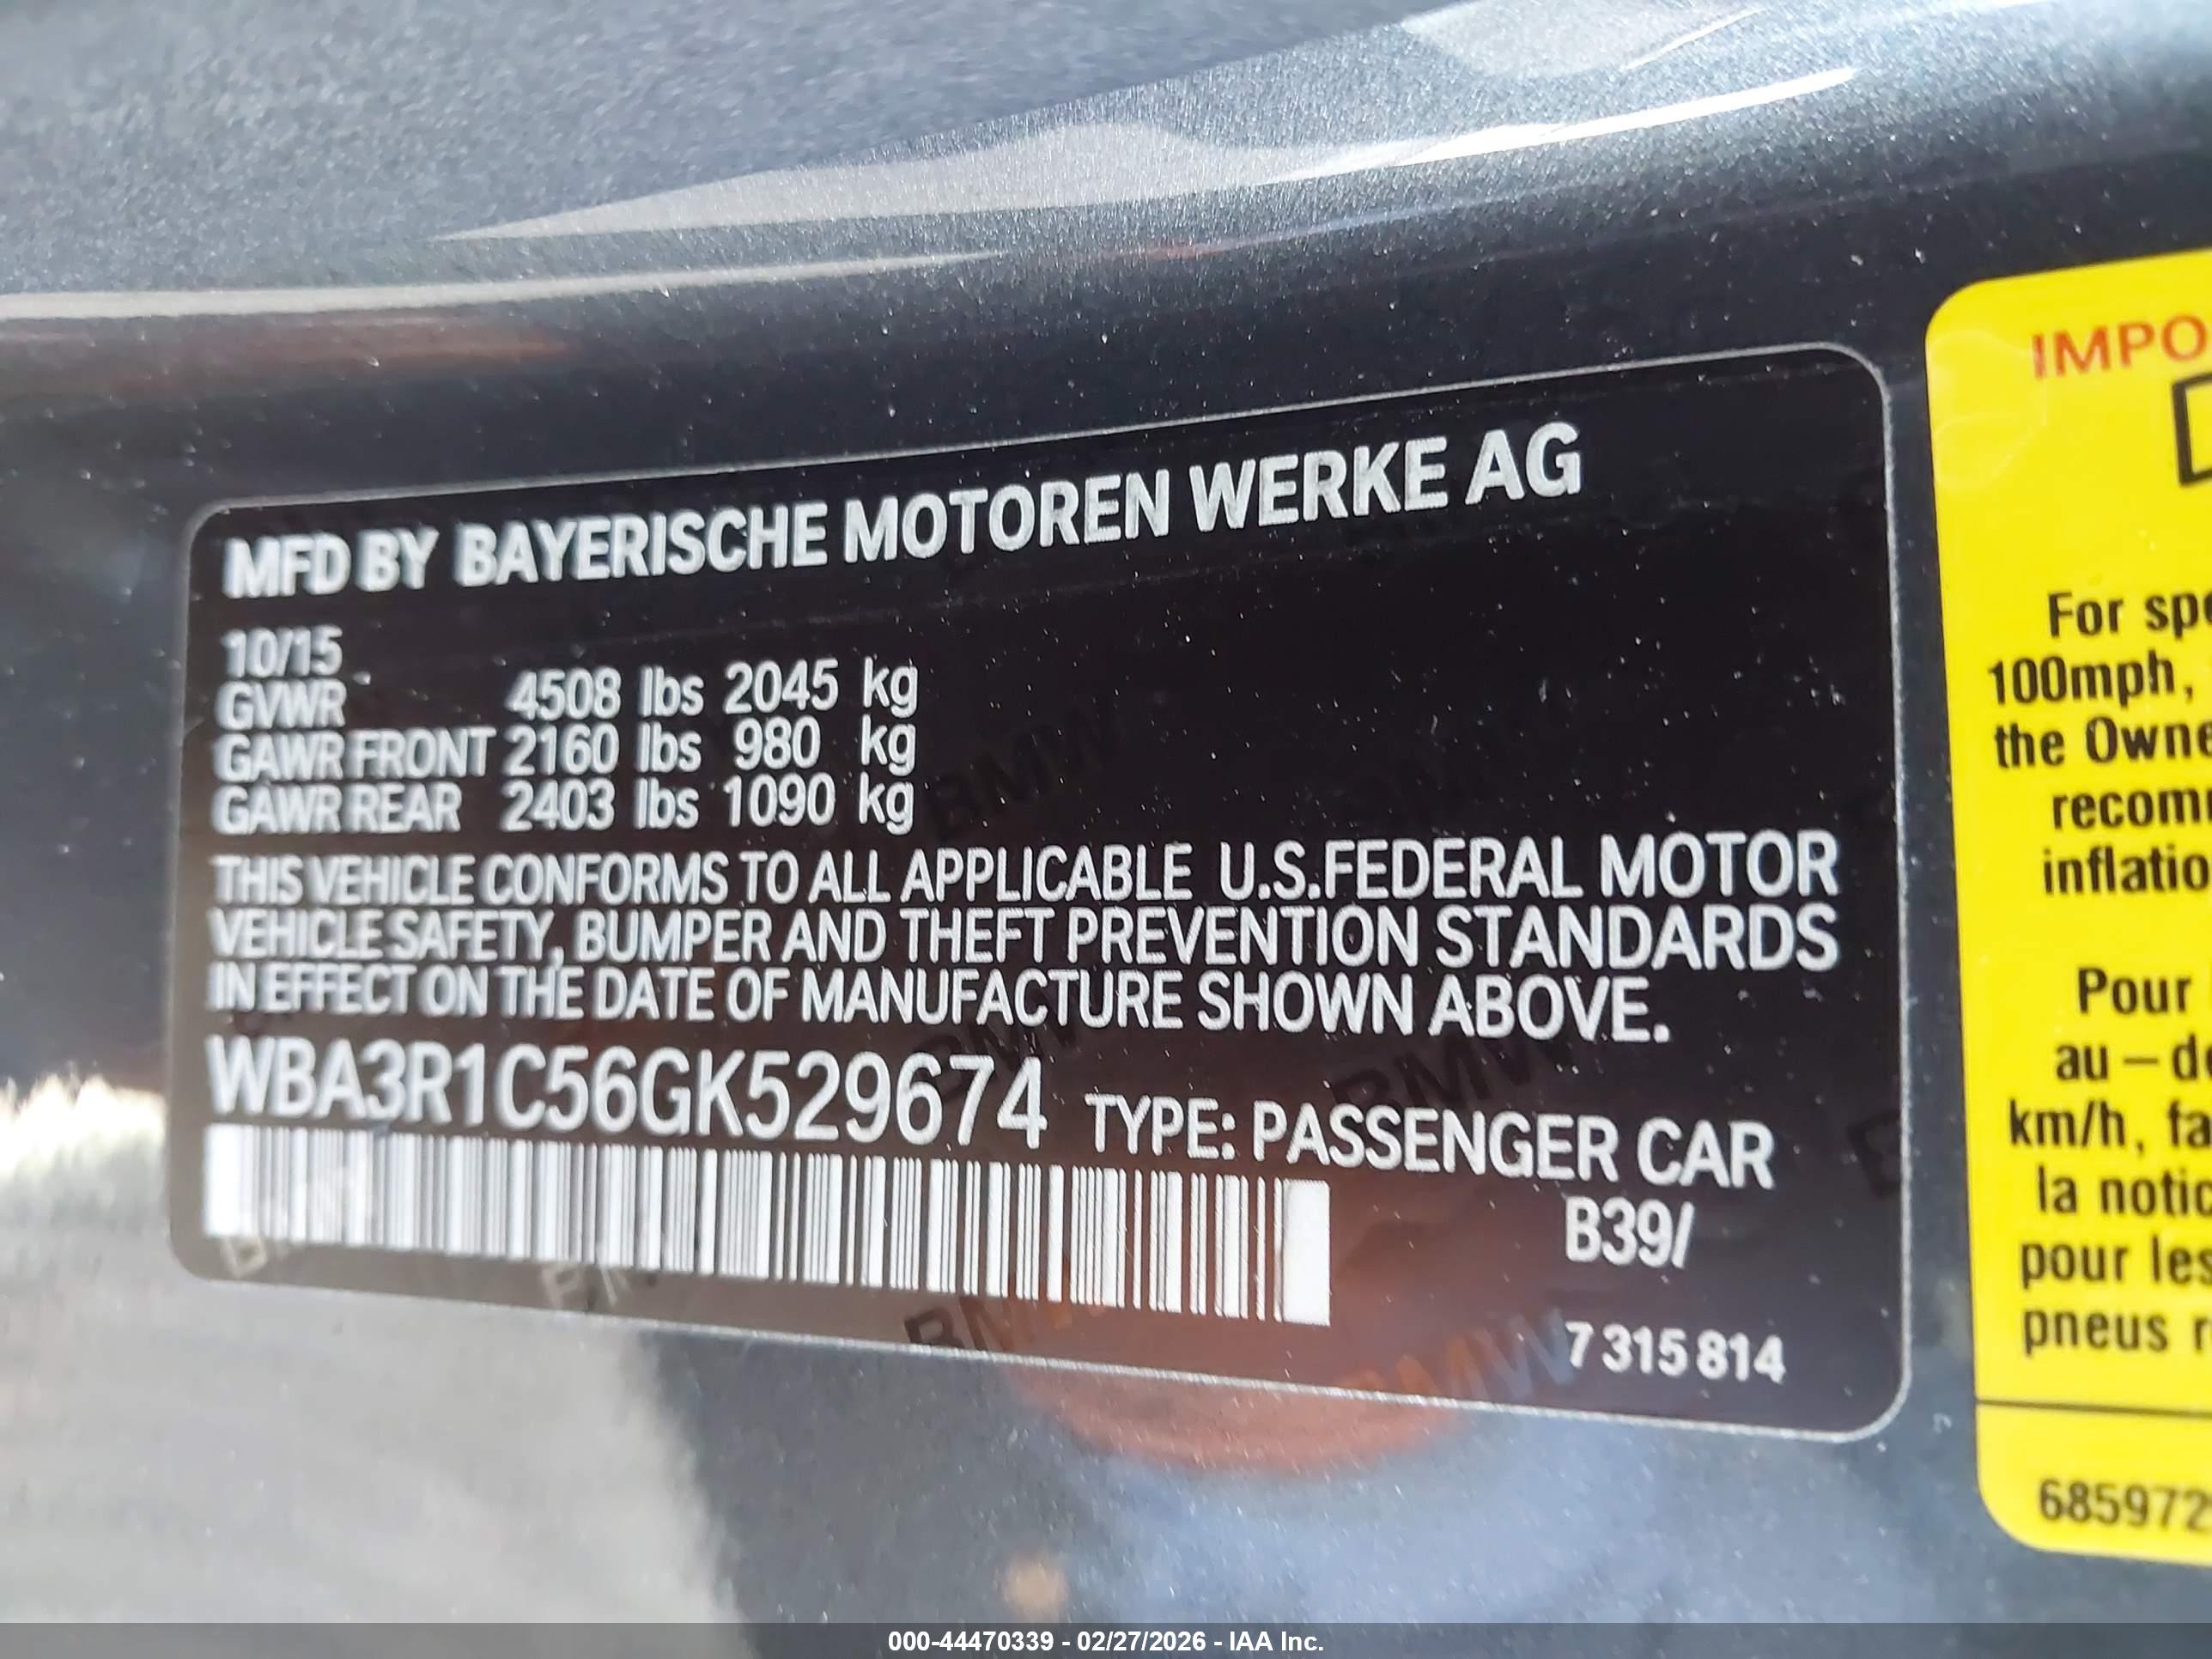 MFD BY BAYERISCHE MOTOREN WERKE AG
10/15
GVWR 4508 lbs 2045 kg
GAWR FRONT 2160 lbs 980 kg
GAWR REAR 2403 lbs 1090 kg
THIS VEHICLE CONFORMS TO ALL APPLICABLE U.S.FEDERAL MOTOR
VEHICLE SAFETY, BUMPER AND THEFT PREVENTION STANDARDS
IN EFFECT ON THE DATE OF MANUFACTURE SHOWN ABOVE.
WBA3R1C56GK529674 TYPE: PASSENGER CAR
B39/
7 315 814
IMPO
For spe
100mph,
the Owne
recom
inflatio
Pour
au – de
km/h, fa
la notic
pour les
pneus r
685972
000-44470339 - 02/27/2026 - IAA Inc.